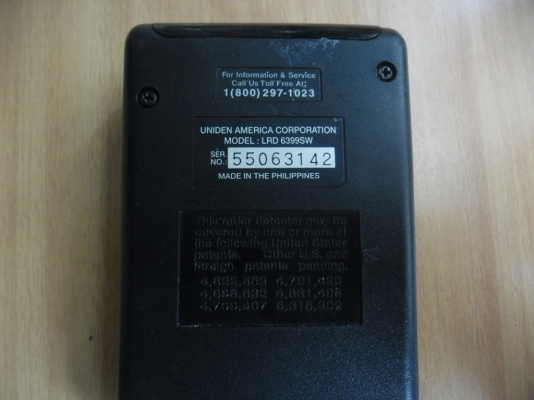 For Information & Service
Call Us Toll Free At:
1(800)297-1023
UNIDEN AMERICA CORPORATION
MODEL : LRD 6399SW
SER. NO.: 55063142
MADE IN THE PHILIPPINES
This radar detector may be
covered by one or more of
the following United States
patents. Other U.S. and
foreign patents pending.